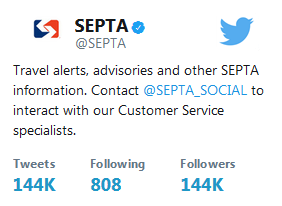 SEPTA
@SEPTA
Travel alerts, advisories and other SEPTA
information. Contact @SEPTA_SOCIAL to
interact with our Customer Service
specialists.
Tweets Following Followers
144K 808 144K